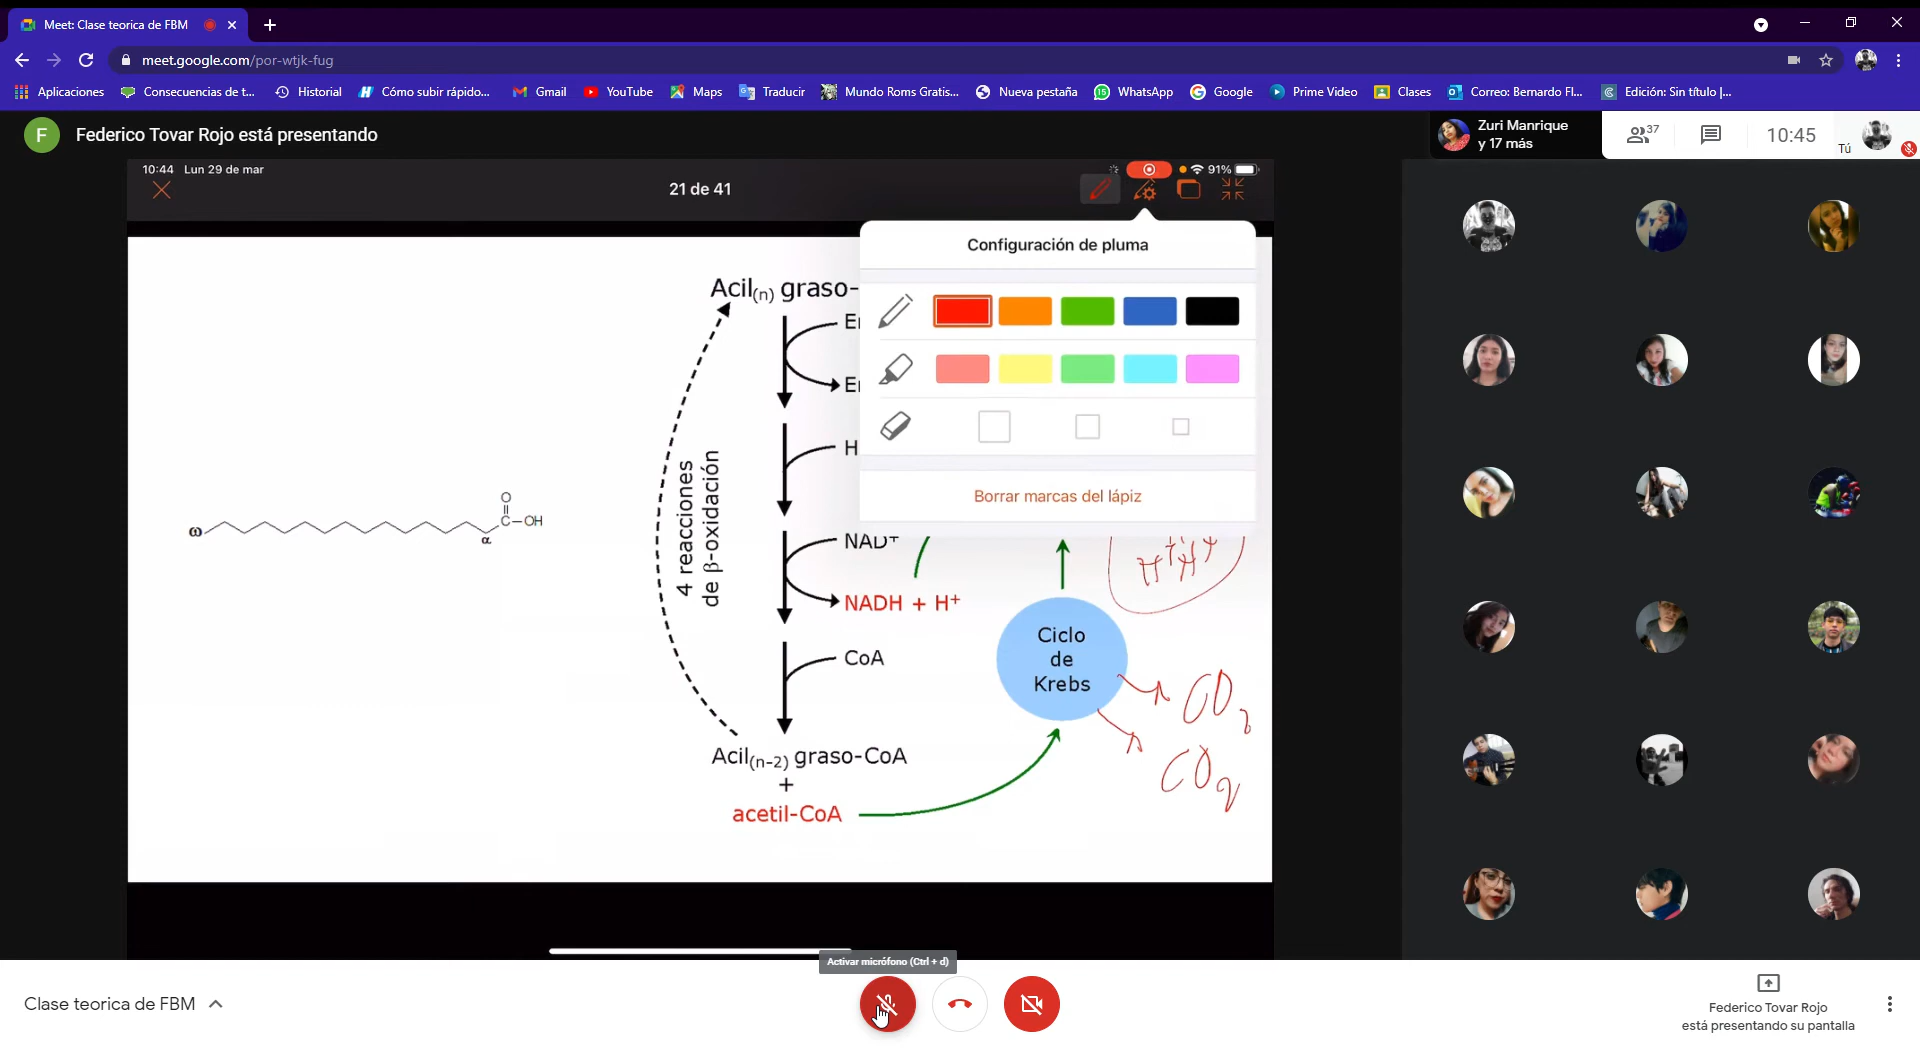 Meet: Clase teorica de FBM
meet.google.com/por-wtjk-fug
Aplicaciones
Consecuencias de t...
Historial
Cómo subir rápido...
Gmail
YouTube
Maps
Traducir
Mundo Roms Gratis...
Nueva pestaña
15
WhatsApp
Google
Prime Video
Clases
Correo: Bernardo Fl...
Edición: Sin título |...
F
Federico Tovar Rojo está presentando
Zuri Manrique
y 17 más
37
10:45
Tú
10:44 Lun 29 de mar
91%
21 de 41
Configuración de pluma
Borrar marcas del lápiz
Acil(n) graso-
H
NAD+
NADH + H+
CoA
4 reacciones
de β-oxidación
Acil(n-2) graso-CoA
+
acetil-CoA
Ciclo
de
Krebs
CO2
CO2
ω
α
O
C
OH
Activar micrófono (Ctrl + d)
Clase teorica de FBM
Federico Tovar Rojo
está presentando su pantalla